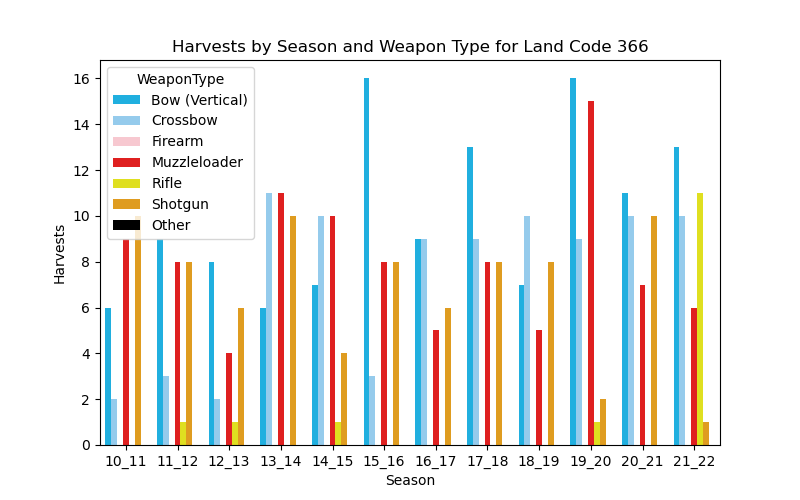 Harvests by Season and Weapon Type for Land Code 366
WeaponType
Bow (Vertical)
Crossbow
Firearm
Muzzleloader
Rifle
Shotgun
Other
Harvests
16
14
12
10
8
6
4
2
0
10_11 11_12 12_13 13_14 14_15 15_16 16_17 17_18 18_19 19_20 20_21 21_22
Season